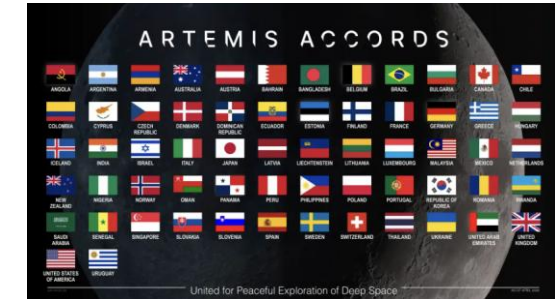 ARTEMIS ACCORDS
ANGOLA ARGENTINA ARMENIA AUSTRALIA AUSTRIA BAHRAIN BANGLADESH BELGIUM BRAZIL BULGARIA CANADA CHILE
COLOMBIA CYPRUS CZECH REPUBLIC DENMARK DOMINICAN REPUBLIC ECUADOR ESTONIA FINLAND FRANCE GERMANY GREECE HUNGARY
ICELAND INDIA ISRAEL ITALY JAPAN LATVIA LIECHTENSTEIN LITHUANIA LUXEMBOURG MALAYSIA MEXICO NETHERLANDS
NEW ZEALAND NIGERIA NORWAY OMAN PANAMA PERU PHILIPPINES POLAND PORTUGAL REPUBLIC OF KOREA ROMANIA RWANDA
SAUDI ARABIA SENEGAL SINGAPORE SLOVAKIA SLOVENIA SPAIN SWEDEN SWITZERLAND THAILAND UKRAINE UNITED ARAB EMIRATES UNITED KINGDOM
UNITED STATES OF AMERICA URUGUAY
United for Peaceful Exploration of Deep Space